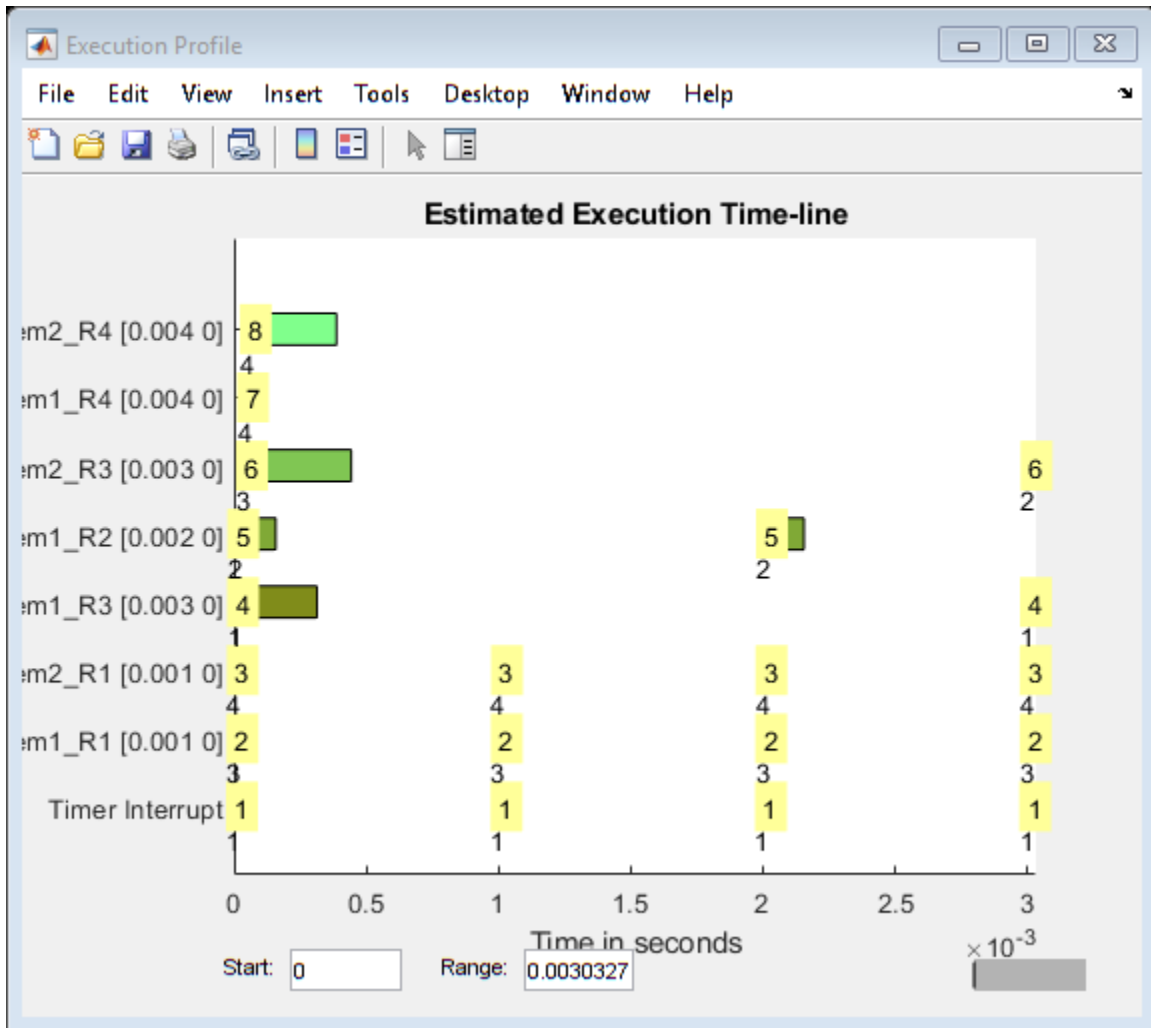 Execution Profile
File Edit View Insert Tools Desktop Window Help
Estimated Execution Time-line
em2_R4 [0.004 0] 8
4
em1_R4 [0.004 0] 7
4
em2_R3 [0.003 0] 6 6
3 2
em1_R2 [0.002 0] 5 5
2 2
em1_R3 [0.003 0] 4 4
1 1
em2_R1 [0.001 0] 3 3 3 3
4 4 4 4
em1_R1 [0.001 0] 2 2 2 2
3 3 3 3
Timer Interrupt 1 1 1 1
1 1 1 1
0 0.5 1 1.5 2 2.5 3
Time in seconds ×10-3
Start: 0 Range: 0.0030327